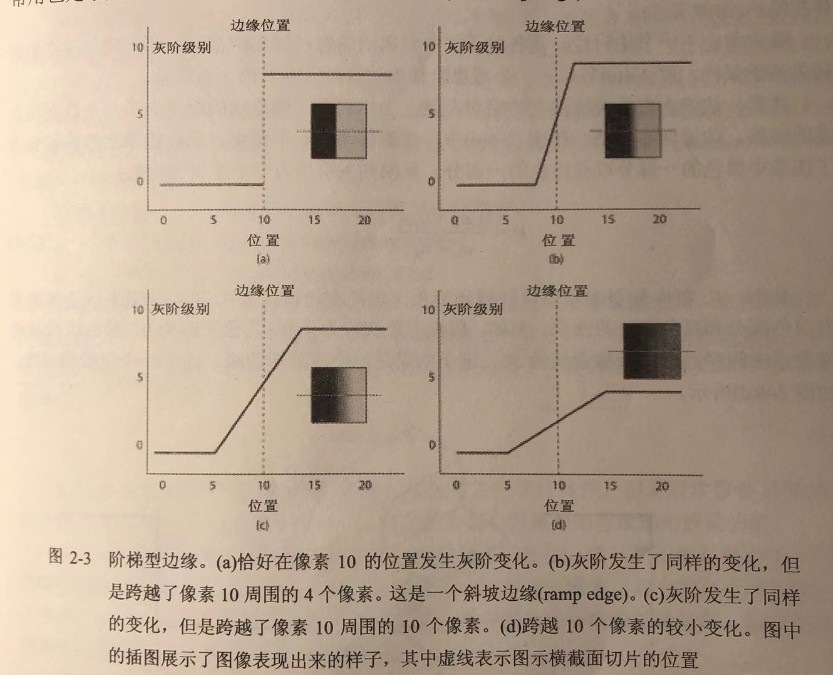 边缘位置
边缘位置
10 灰阶级别
5
0
0 5 10 15 20
位置
(a)
10 灰阶级别
5
0
0 5 10 15 20
位置
(b)
边缘位置
边缘位置
10 灰阶级别
5
0
0 5 10 15 20
位置
(c)
10 灰阶级别
5
0
0 5 10 15 20
位置
(d)
图 2-3 阶梯型边缘。(a)恰好在像素 10 的位置发生灰阶变化。(b)灰阶发生了同样的变化，但
是跨越了像素 10 周围的 4 个像素。这是一个斜坡边缘(ramp edge)。(c)灰阶发生了同样
的变化，但是跨越了像素 10 周围的 10 个像素。(d)跨越 10 个像素的较小变化。图中
的插图展示了图像表现出来的样子，其中虚线表示图示横截面切片的位置